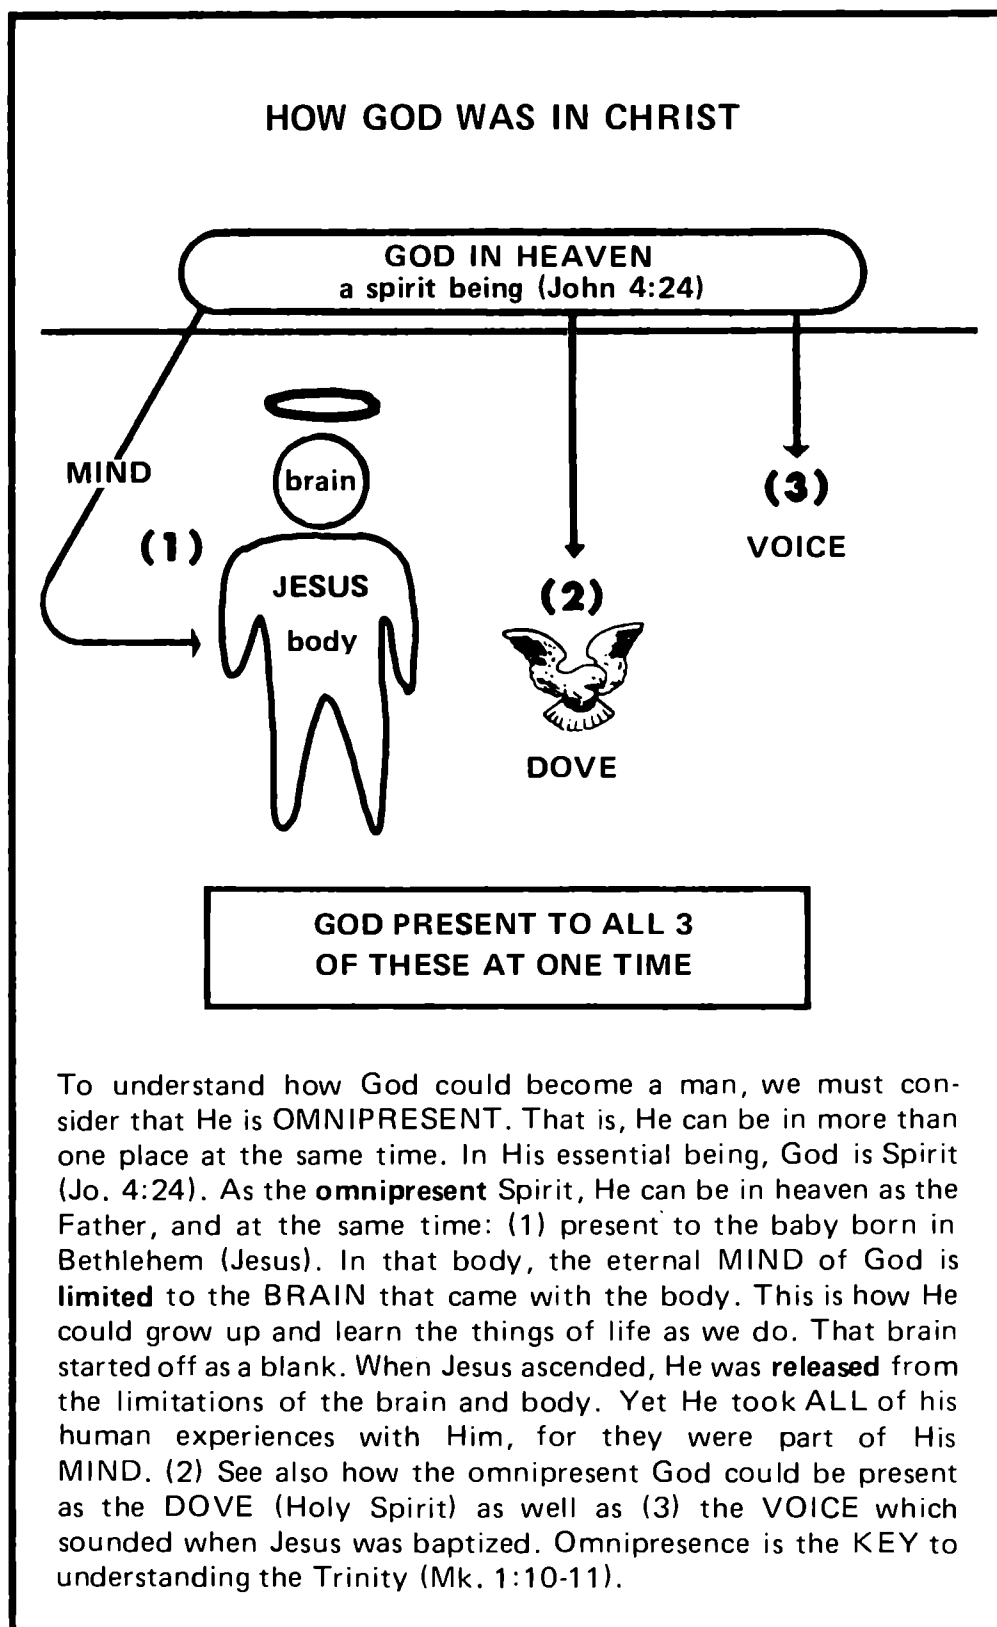 HOW GOD WAS IN CHRIST
GOD IN HEAVEN
a spirit being (John 4:24)
MIND
brain
(1)
JESUS
body
(2)
DOVE
(3)
VOICE
GOD PRESENT TO ALL 3
OF THESE AT ONE TIME
To understand how God could become a man, we must con-
sider that He is OMNIPRESENT. That is, He can be in more than
one place at the same time. In His essential being, God is Spirit
(Jo. 4:24). As the omnipresent Spirit, He can be in heaven as the
Father, and at the same time: (1) present to the baby born in
Bethlehem (Jesus). In that body, the eternal MIND of God is
limited to the BRAIN that came with the body. This is how He
could grow up and learn the things of life as we do. That brain
started off as a blank. When Jesus ascended, He was released from
the limitations of the brain and body. Yet He took ALL of his
human experiences with Him, for they were part of His
MIND. (2) See also how the omnipresent God could be present
as the DOVE (Holy Spirit) as well as (3) the VOICE which
sounded when Jesus was baptized. Omnipresence is the KEY to
understanding the Trinity (Mk. 1:10-11).